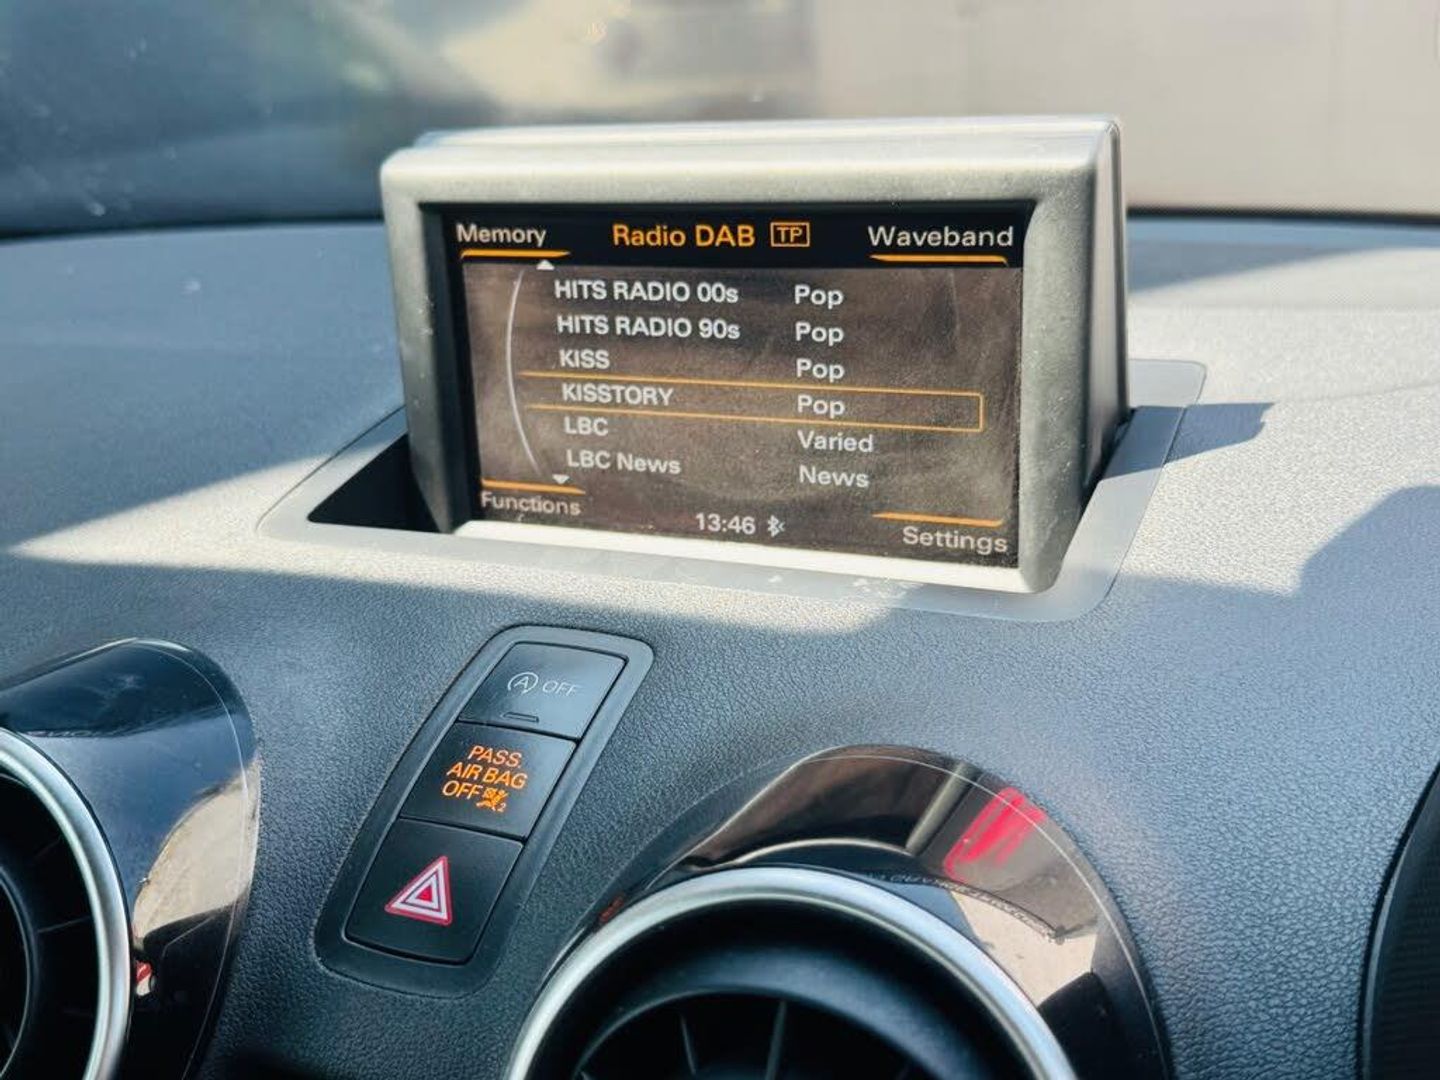 Memory Radio DAB TP Waveband
HITS RADIO 00s Pop
HITS RADIO 90s Pop
KISS Pop
KISSTORY Pop
LBC Varied
LBC News News
Functions 13:46 Settings
A OFF
PASS.
AIR BAG
OFF 2